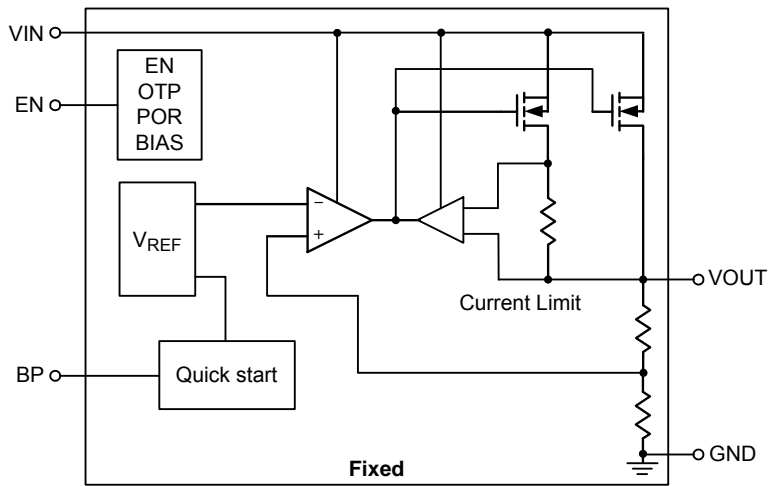 VIN
EN
EN
OTP
POR
BIAS
VREF
−
+
Current Limit
VOUT
BP
Quick start
GND
Fixed